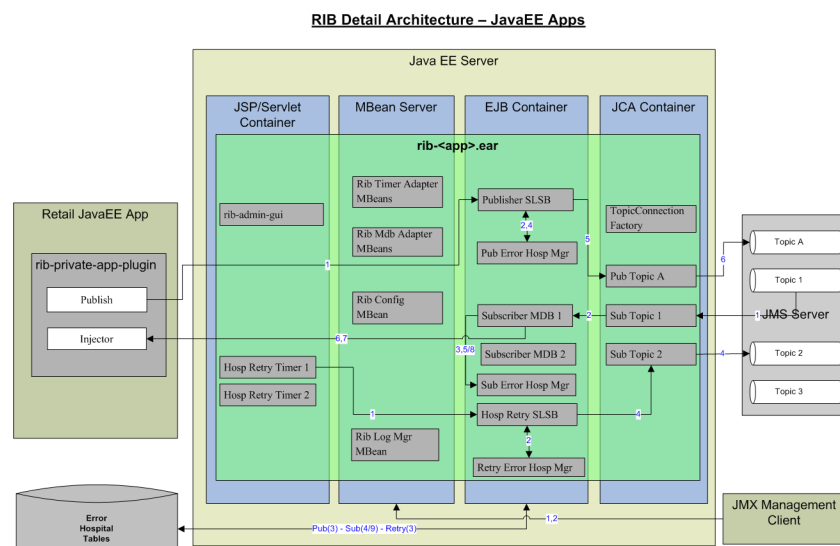 RIB Detail Architecture – JavaEE Apps
Java EE Server
JSP/Servlet
Container
MBean Server
EJB Container
JCA Container
rib-<app>.ear
Retail JavaEE App
rib-private-app-plugin
Publish
Injector
rib-admin-gui
Hosp Retry Timer 1
Hosp Retry Timer 2
Rib Timer Adapter
MBeans
Rib Mdb Adapter
MBeans
Rib Config
MBean
Rib Log Mgr
MBean
Publisher SLSB
2,4
Pub Error Hosp Mgr
Subscriber MDB 1
Subscriber MDB 2
Sub Error Hosp Mgr
Hosp Retry SLSB
2
Retry Error Hosp Mgr
TopicConnection
Factory
Pub Topic A
Sub Topic 1
Sub Topic 2
1
5
6
2
1
6,7
3,5/8
4
1
4
Topic A
Topic 1
JMS Server
Topic 2
Topic 3
Error
Hospital
Tables
Pub(3) - Sub(4/9) - Retry(3)
1,2
JMX Management
Client